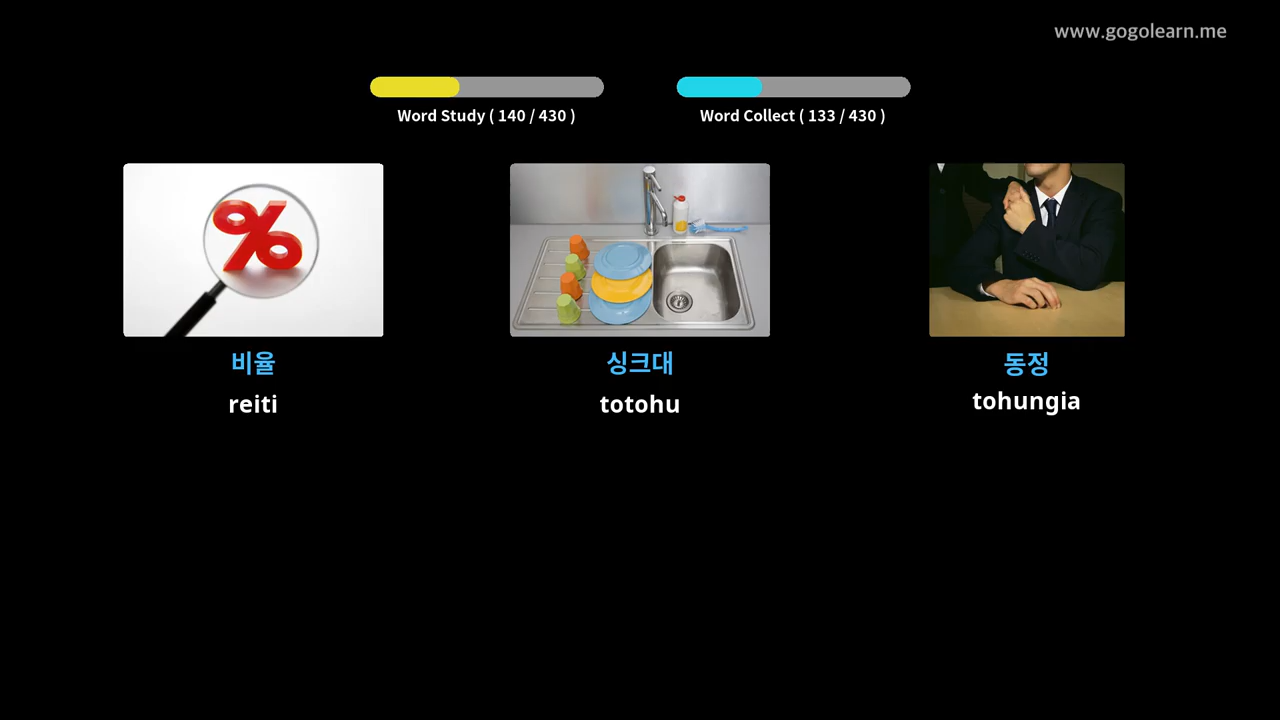 www.gogolearn.me
Word Study ( 140 / 430 )
Word Collect ( 133 / 430 )
%
비율
reiti
싱크대
totohu
동정
tohungia